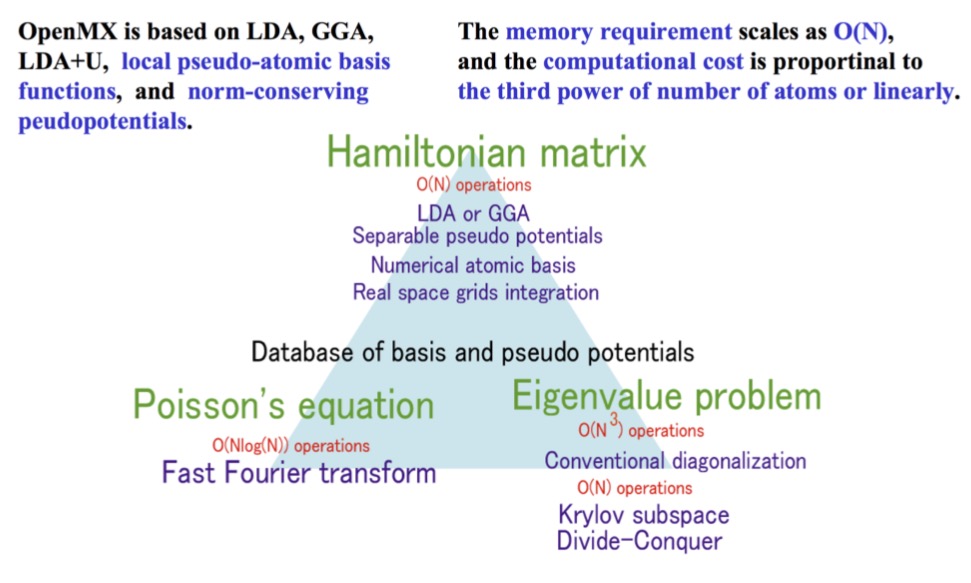 OpenMX is based on LDA, GGA,
LDA+U, local pseudo-atomic basis
functions, and norm-conserving
peudopotentials.
The memory requirement scales as O(N),
and the computational cost is proportinal to
the third power of number of atoms or linearly.
Hamiltonian matrix
O(N) operations
LDA or GGA
Separable pseudo potentials
Numerical atomic basis
Real space grids integration
Database of basis and pseudo potentials
Poisson's equation
O(Nlog(N)) operations
Fast Fourier transform
Eigenvalue problem
O(N³) operations
Conventional diagonalization
O(N) operations
Krylov subspace
Divide-Conquer